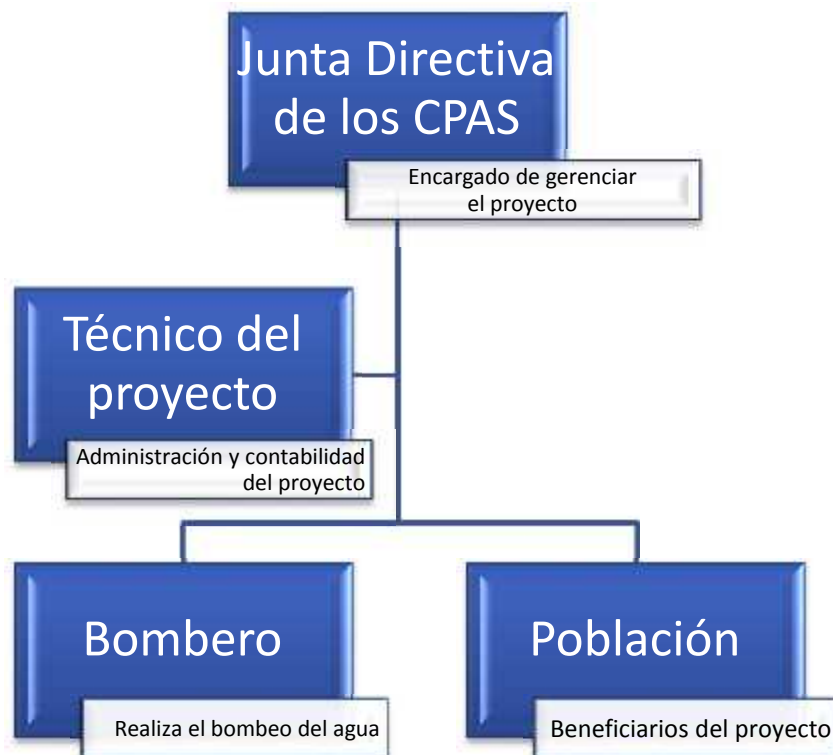 Junta Directiva
de los CPAS
Encargado de gerenciar
el proyecto
Técnico del
proyecto
Administración y contabilidad
del proyecto
Bombero
Realiza el bombeo del agua
Población
Beneficiarios del proyecto